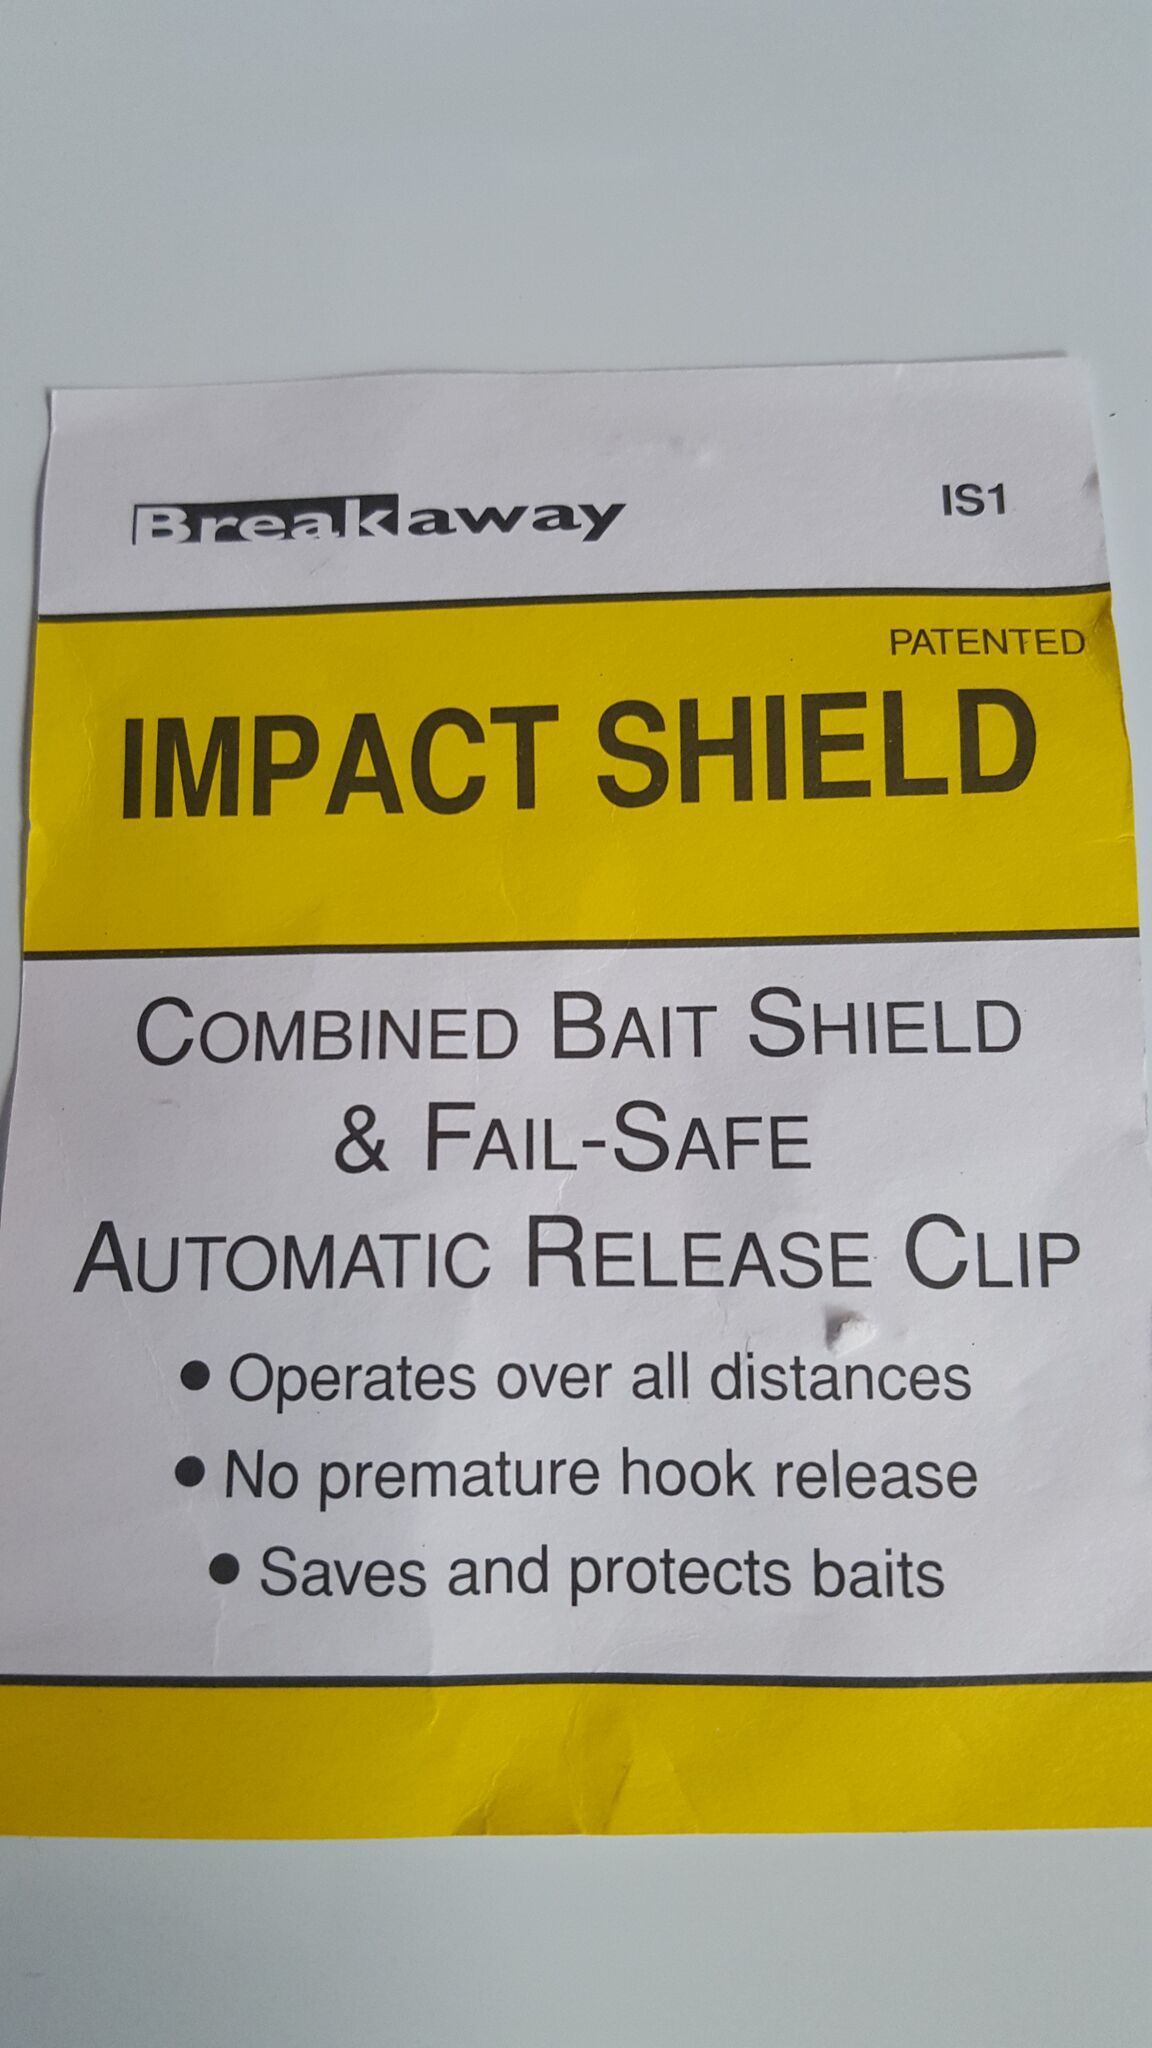 Breakaway IS1
PATENTED
IMPACT SHIELD
COMBINED BAIT SHIELD
& FAIL-SAFE
AUTOMATIC RELEASE CLIP
• Operates over all distances
• No premature hook release
• Saves and protects baits